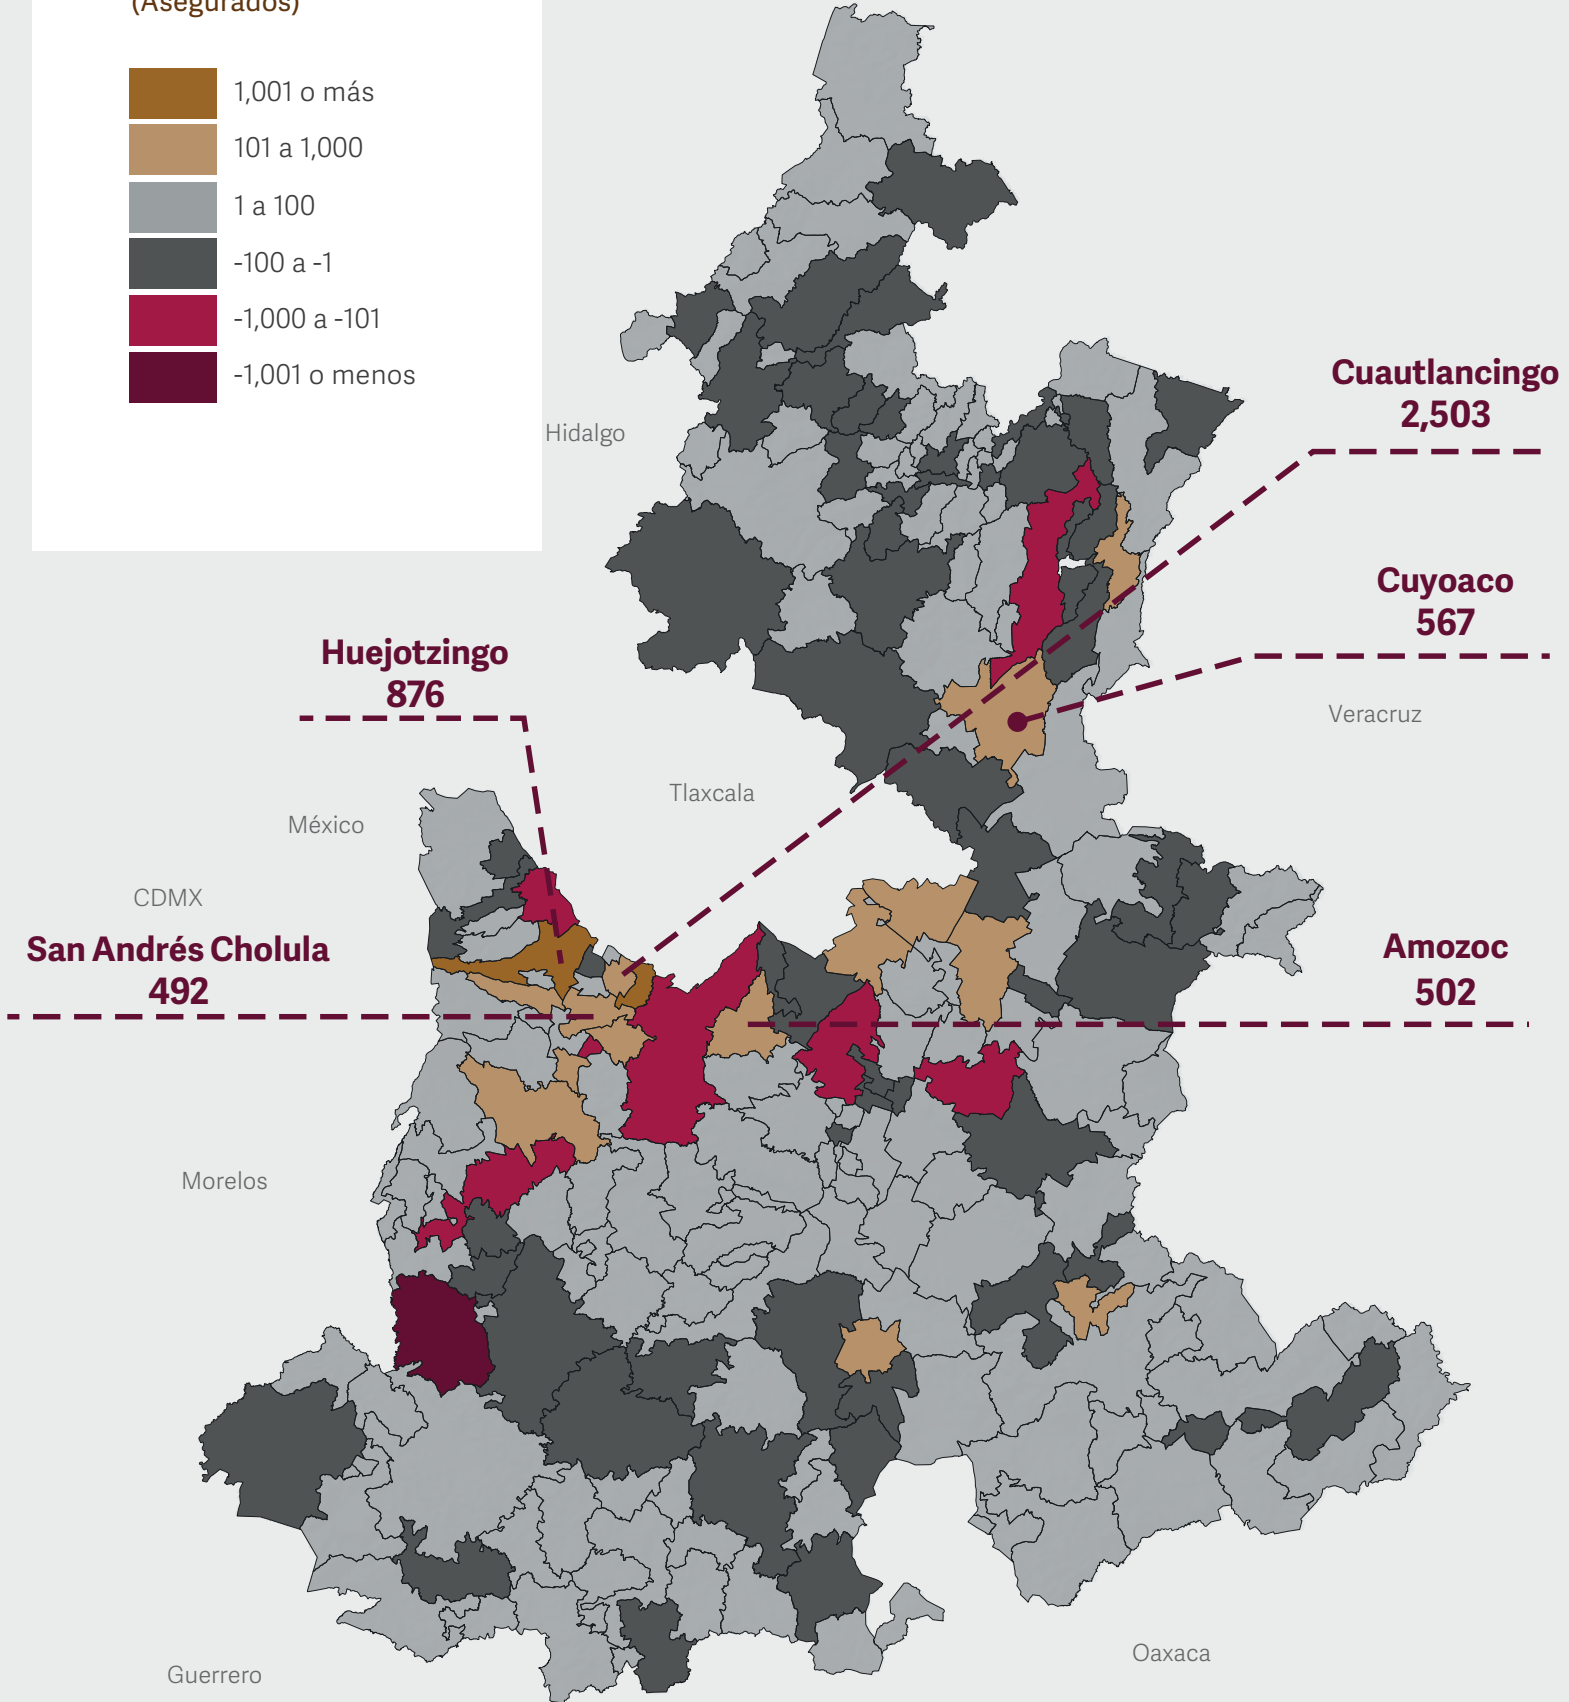 (Asegurados)
1,001 o más
101 a 1,000
1 a 100
-100 a -1
-1,000 a -101
-1,001 o menos
Hidalgo
Cuautlancingo
2,503
Cuyoaco
567
Huejotzingo
876
Veracruz
Tlaxcala
México
CDMX
San Andrés Cholula
492
Amozoc
502
Morelos
Oaxaca
Guerrero